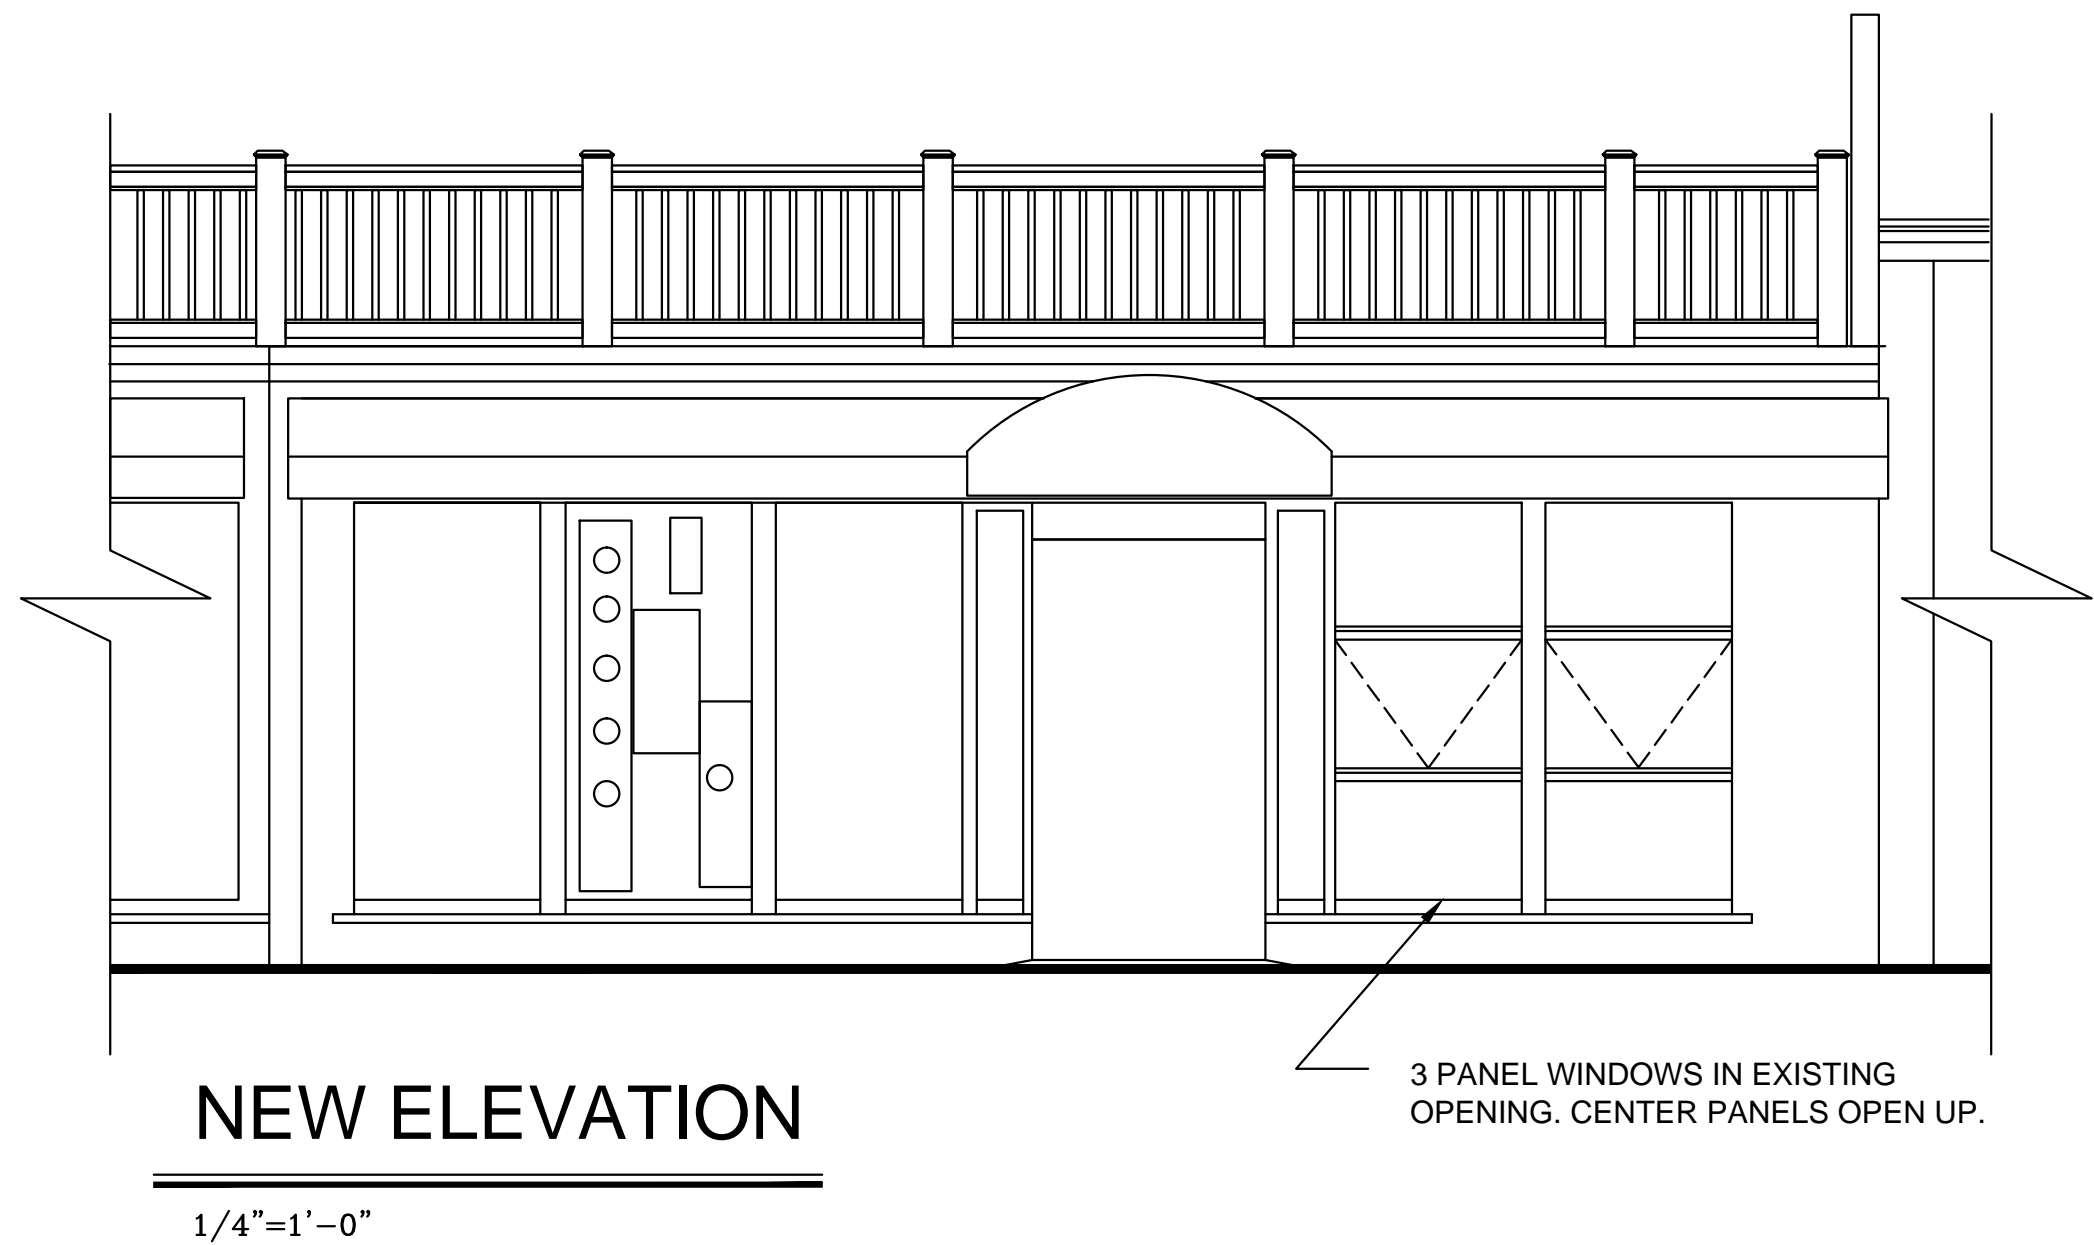 3 PANEL WINDOWS IN EXISTING
OPENING. CENTER PANELS OPEN UP.
NEW ELEVATION
1/4"=1'-0"